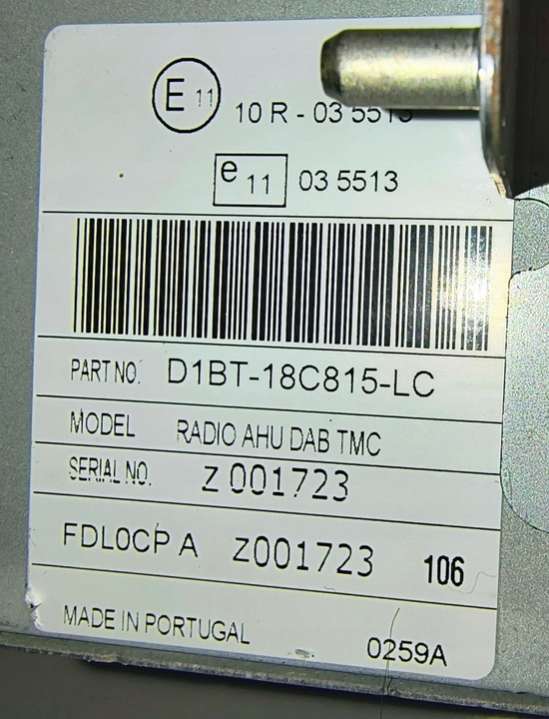 E 11 10 R - 03 5513
e 11 03 5513
PART NO. D1BT-18C815-LC
MODEL RADIO AHU DAB TMC
SERIAL NO. Z 001723
FDL0CP A Z001723 106
MADE IN PORTUGAL 0259A